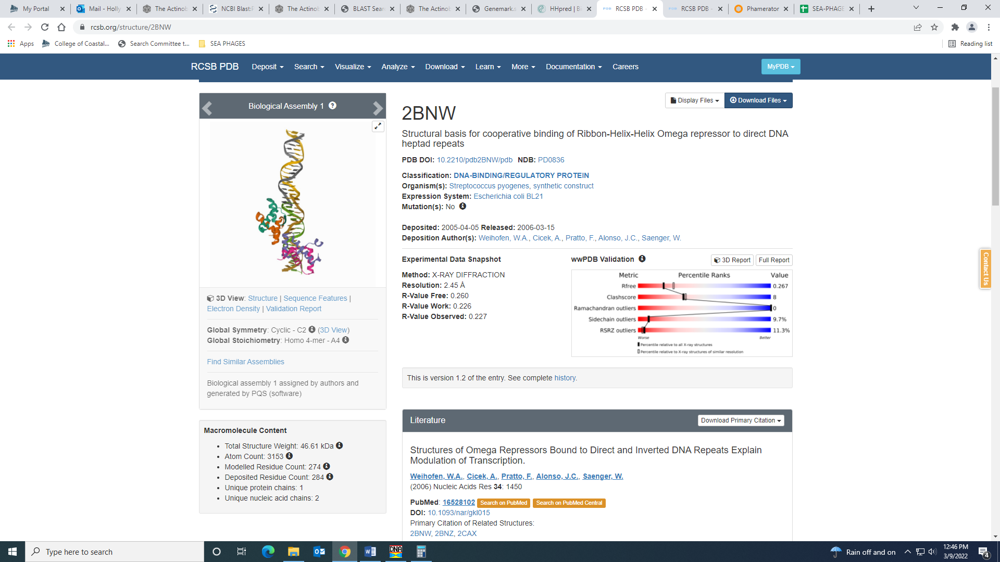 My Portal
Mail - Holly
The Actinob
NCBI BlastiP
The Actinob
BLAST Sear
The Actinob
Genemark.s
HHpred | Bi
RCSB PDB -
RCSB PDB -
Phamerator
SEA-PHAGE
rcsb.org/structure/2BNW
Apps
College of Coastal...
Search Committee t...
SEA PHAGES
Reading list
RCSB PDB
Deposit
Search
Visualize
Analyze
Download
Learn
More
Documentation
Careers
MyPDB
Biological Assembly 1
Display Files
Download Files
2BNW
Structural basis for cooperative binding of Ribbon-Helix-Helix Omega repressor to direct DNA
heptad repeats
PDB DOI: 10.2210/pdb2BNW/pdb NDB: PD0836
Classification: DNA-BINDING/REGULATORY PROTEIN
Organism(s): Streptococcus pyogenes, synthetic construct
Expression System: Escherichia coli BL21
Mutation(s): No
Deposited: 2005-04-05 Released: 2006-03-15
Deposition Author(s): Weihofen, W.A., Cicek, A., Pratto, F., Alonso, J.C., Saenger, W.
Experimental Data Snapshot
Method: X-RAY DIFFRACTION
Resolution: 2.45 Å
R-Value Free: 0.260
R-Value Work: 0.226
R-Value Observed: 0.227
wwPDB Validation
3D Report
Full Report
Metric Percentile Ranks Value
Rfree 0.267
Clashscore 8
Ramachandran outliers 0
Sidechain outliers 9.7%
RSRZ outliers 11.3%
Worse Better
Percentile relative to all X-ray structures
Percentile relative to X-ray structures of similar resolution
Contact Us
3D View: Structure | Sequence Features |
Electron Density | Validation Report
Global Symmetry: Cyclic - C2 (3D View)
Global Stoichiometry: Homo 4-mer - A4
Find Similar Assemblies
Biological assembly 1 assigned by authors and
generated by PQS (software)
This is version 1.2 of the entry. See complete history.
Macromolecule Content
• Total Structure Weight: 46.61 kDa
• Atom Count: 3153
• Modelled Residue Count: 274
• Deposited Residue Count: 284
• Unique protein chains: 1
• Unique nucleic acid chains: 2
Literature
Download Primary Citation
Structures of Omega Repressors Bound to Direct and Inverted DNA Repeats Explain
Modulation of Transcription.
Weihofen, W.A., Cicek, A., Pratto, F., Alonso, J.C., Saenger, W.
(2006) Nucleic Acids Res 34: 1450
PubMed: 16528102 Search on PubMed Search on PubMed Central
DOI: 10.1093/nar/gkl015
Primary Citation of Related Structures:
2BNW, 2BNZ, 2CAX
Type here to search
DNA
Rain off and on
12:46 PM
3/9/2022
4